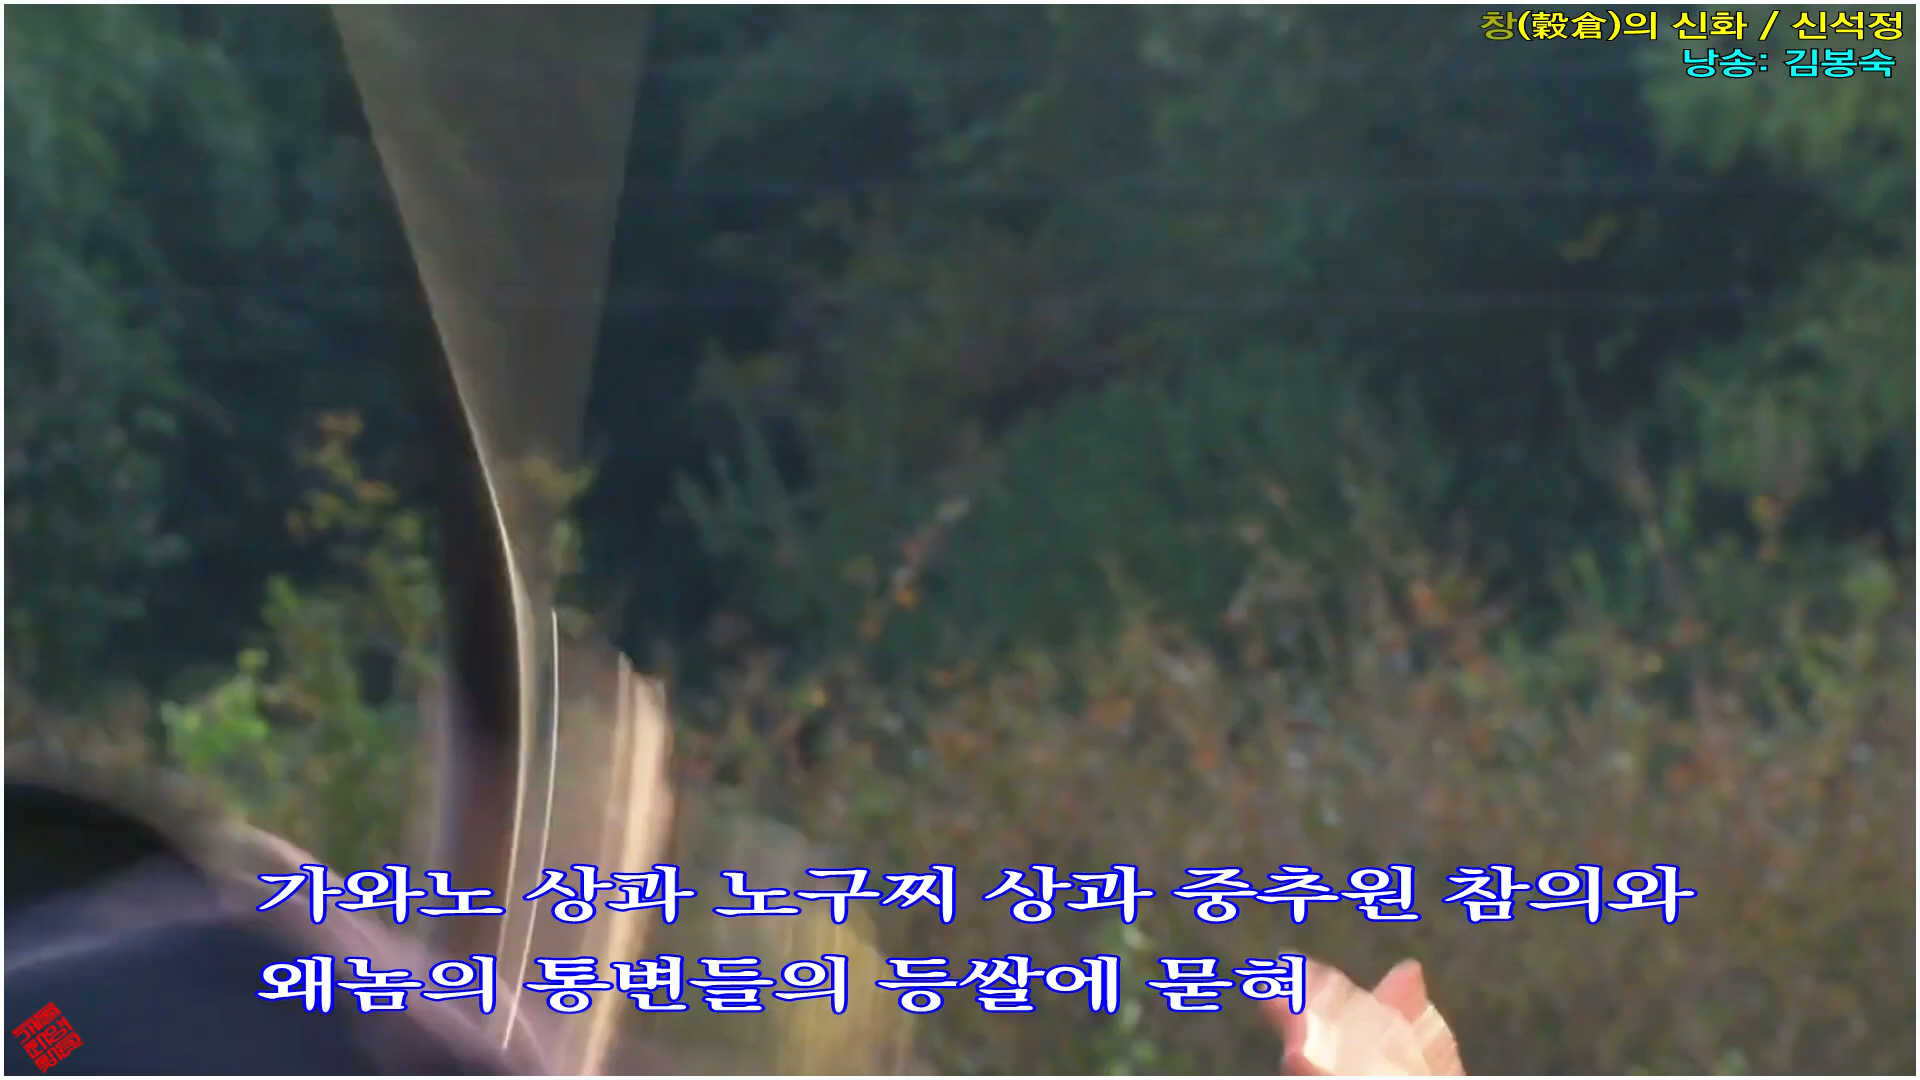 창(穀倉)의 신화 / 신석정
낭송: 김봉숙
가와노 상과 노구찌 상과 중추원 참의와
왜놈의 통변들의 등쌀에 묻혀